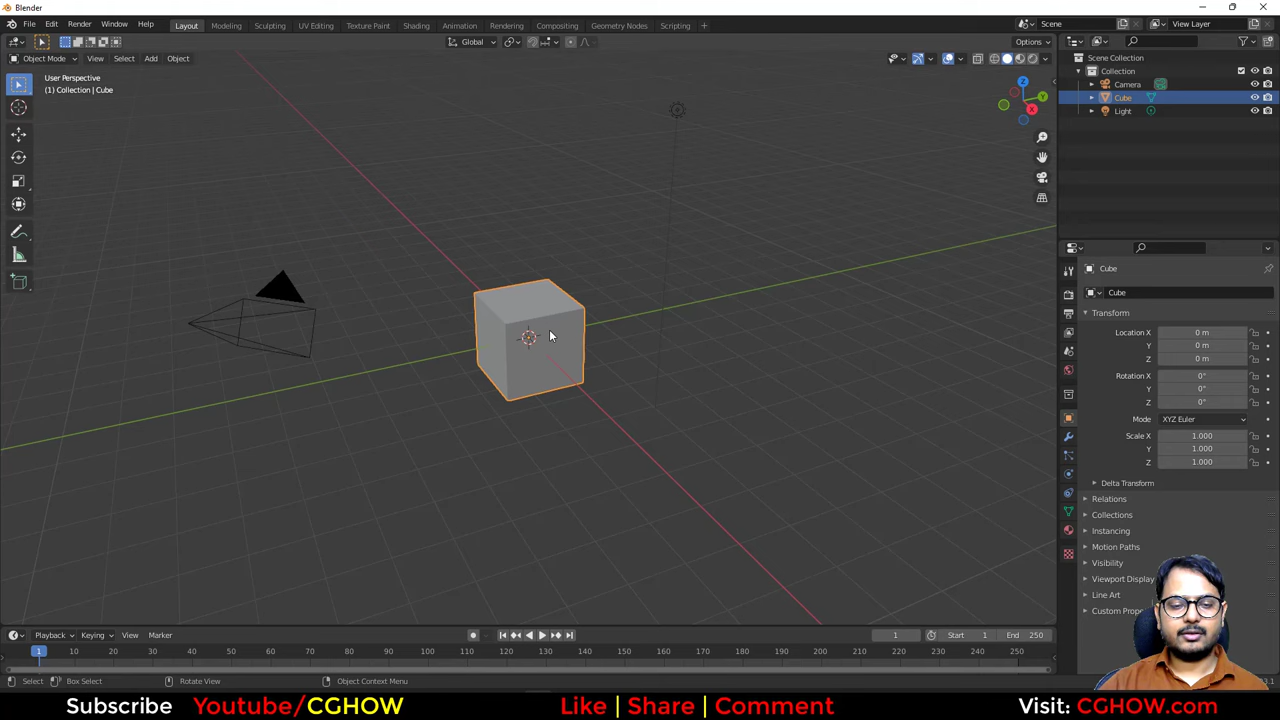 Blender
File Edit Render Window Help Layout Modeling Sculpting UV Editing Texture Paint Shading Animation Rendering Compositing Geometry Nodes Scripting + Scene View Layer
Global Options
Object Mode View Select Add Object
User Perspective
(1) Collection | Cube
Z
Y
X
Scene Collection
Collection
Camera
Cube
Light
Cube
Cube
Transform
Location X 0 m
Y 0 m
Z 0 m
Rotation X 0°
Y 0°
Z 0°
Mode XYZ Euler
Scale X 1.000
Y 1.000
Z 1.000
Delta Transform
Relations
Collections
Instancing
Motion Paths
Visibility
Viewport Display
Line Art
Custom
Playback Keying View Marker 1 Start 1 End 250
1 10 20 30 40 50 60 70 80 90 100 110 120 130 140 150 160 170 180 190 200 210 220 230 240 250
Select Box Select Rotate View Object Context Menu
Subscribe Youtube/CGHOW Like | Share | Comment Visit: CGHOW.com